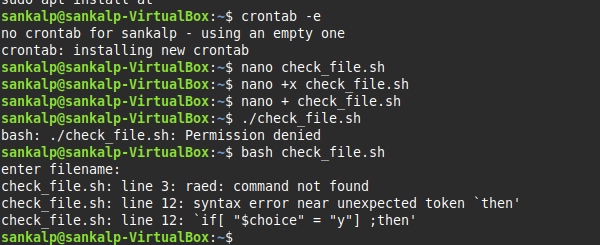 sudo apt install at
sankalp@sankalp-VirtualBox:~$ crontab -e
no crontab for sankalp - using an empty one
crontab: installing new crontab
sankalp@sankalp-VirtualBox:~$ nano check_file.sh
sankalp@sankalp-VirtualBox:~$ nano +x check_file.sh
sankalp@sankalp-VirtualBox:~$ nano + check_file.sh
sankalp@sankalp-VirtualBox:~$ ./check_file.sh
bash: ./check_file.sh: Permission denied
sankalp@sankalp-VirtualBox:~$ bash check_file.sh
enter filename:
check_file.sh: line 3: raed: command not found
check_file.sh: line 12: syntax error near unexpected token `then'
check_file.sh: line 12: `if[ "$choice" = "y"] ;then'
sankalp@sankalp-VirtualBox:~$